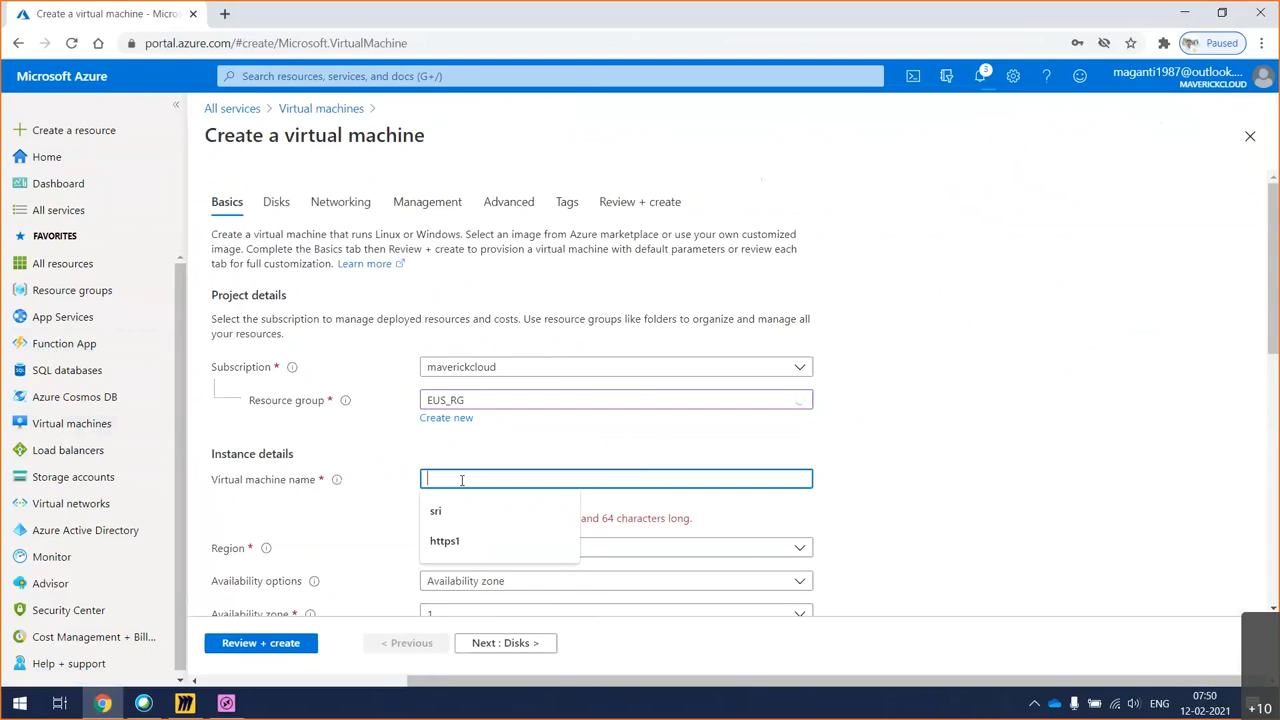 Create a virtual machine - Micros
portal.azure.com/#create/Microsoft.VirtualMachine
Paused
Microsoft Azure
Search resources, services, and docs (G+/)
3
maganti1987@outlook....
MAVERICKCLOUD
Create a resource
Home
Dashboard
All services
FAVORITES
All resources
Resource groups
Function App
SQL databases
Azure Cosmos DB
Virtual machines
Load balancers
Storage accounts
Virtual networks
Azure Active Directory
Monitor
Advisor
Security Center
Cost Management + Bill...
Help + support
All services > Virtual machines >
Create a virtual machine
Basics Disks Networking Management Advanced Tags Review + create
Create a virtual machine that runs Linux or Windows. Select an image from Azure marketplace or use your own customized
image. Complete the Basics tab then Review + create to provision a virtual machine with default parameters or review each
tab for full customization. Learn more
Project details
Select the subscription to manage deployed resources and costs. Use resource groups like folders to organize and manage all
your resources.
Subscription * maverickcloud
Resource group * EUS_RG
Create new
Instance details
Virtual machine name *
sri
and 64 characters long.
https1
Region *
Availability options Availability zone
Availability zone * 1
Review + create < Previous Next : Disks >
ENG
07:50
12-02-2021
+10